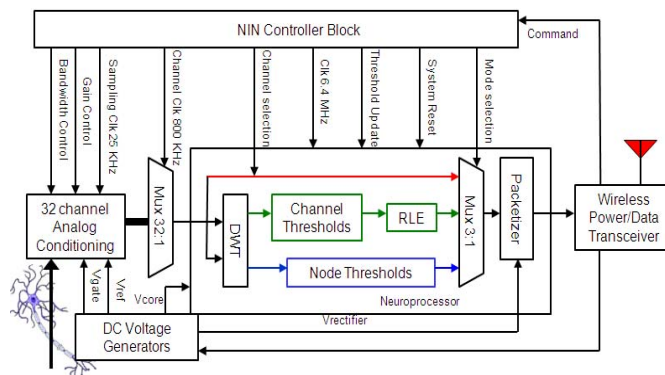 NIN Controller Block
Command
Bandwidth Control
Gain Control
Sampling Clk 25 KHz
Channel Clk 800 KHz
Channel selection
Clk 6.4 MHz
Threshold Update
System Reset
Mode selection
32 channel
Analog
Conditioning
Mux 32:1
DWT
Channel
Thresholds
RLE
Mux 3:1
Packetizer
Wireless
Power/Data
Transceiver
Node Thresholds
Vgate
Vref
Vcore
Neuroprocessor
Vrectifier
DC Voltage
Generators